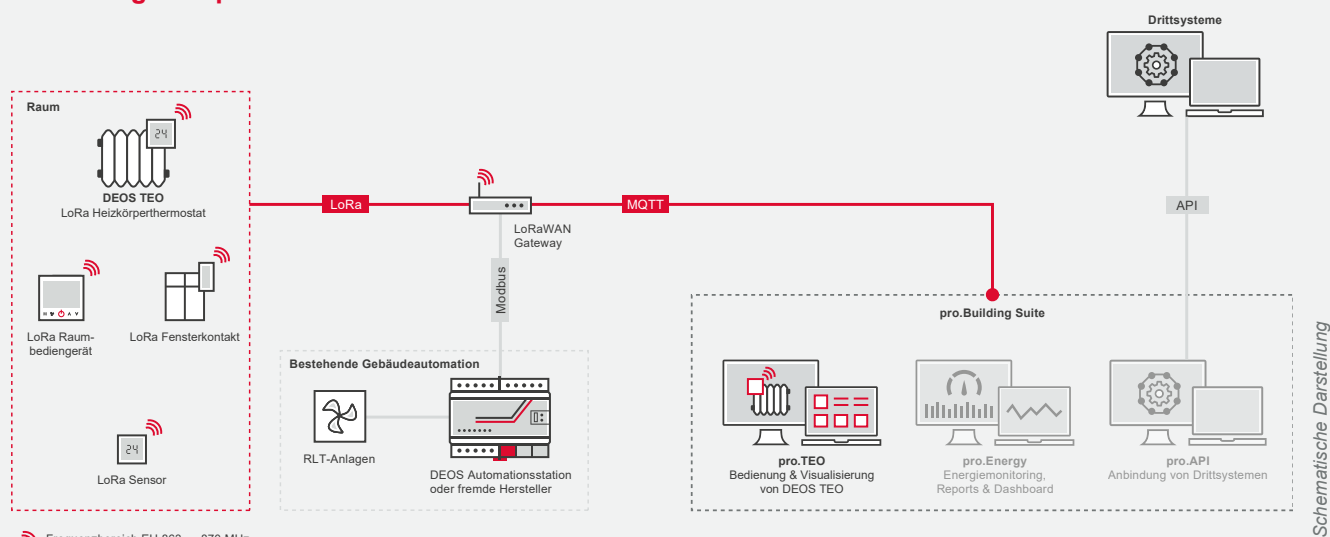 Drittsysteme
Raum
24
DEOS TEO
LoRa Heizkörperthermostat
LoRa
MQTT
API
LoRaWAN
Gateway
Modbus
LoRa Raum-
bediengerät
LoRa Fensterkontakt
pro.Building Suite
Bestehende Gebäudeautomation
RLT-Anlagen
DEOS Automationsstation
oder fremde Hersteller
24
LoRa Sensor
pro.TEO
Bedienung & Visualisierung
von DEOS TEO
pro.Energy
Energiemonitoring,
Reports & Dashboard
pro.API
Anbindung von Drittsystemen
Schematische Darstellung